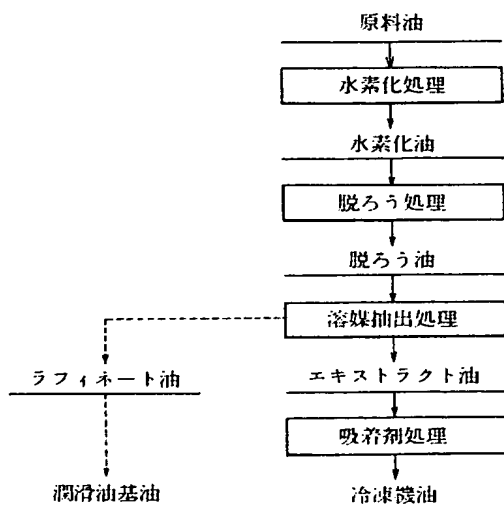 原料油
水素化処理
水素化油
脱ろう処理
脱ろう油
溶媒抽出処理
ラフィネート油
エキストラクト油
吸着剤処理
潤滑油基油
冷凍機油